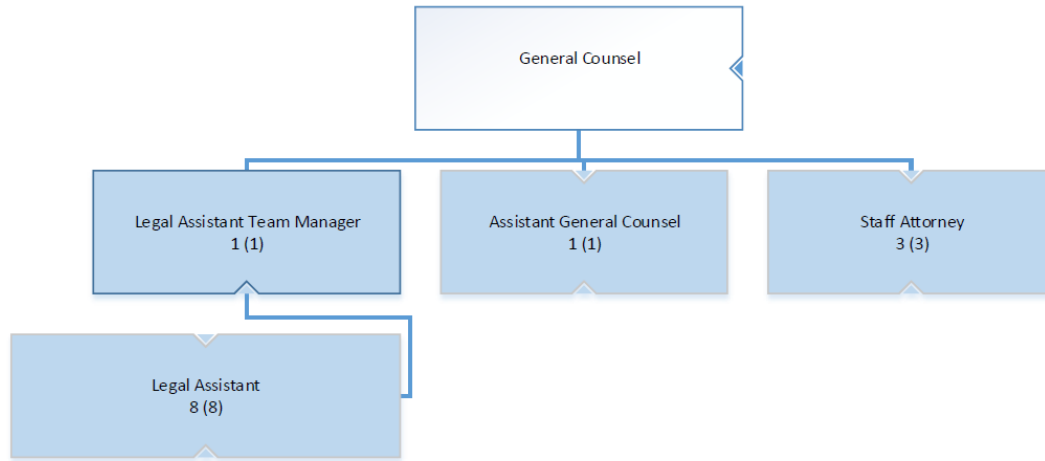 General Counsel
Legal Assistant Team Manager
1 (1)
Assistant General Counsel
1 (1)
Staff Attorney
3 (3)
Legal Assistant
8 (8)